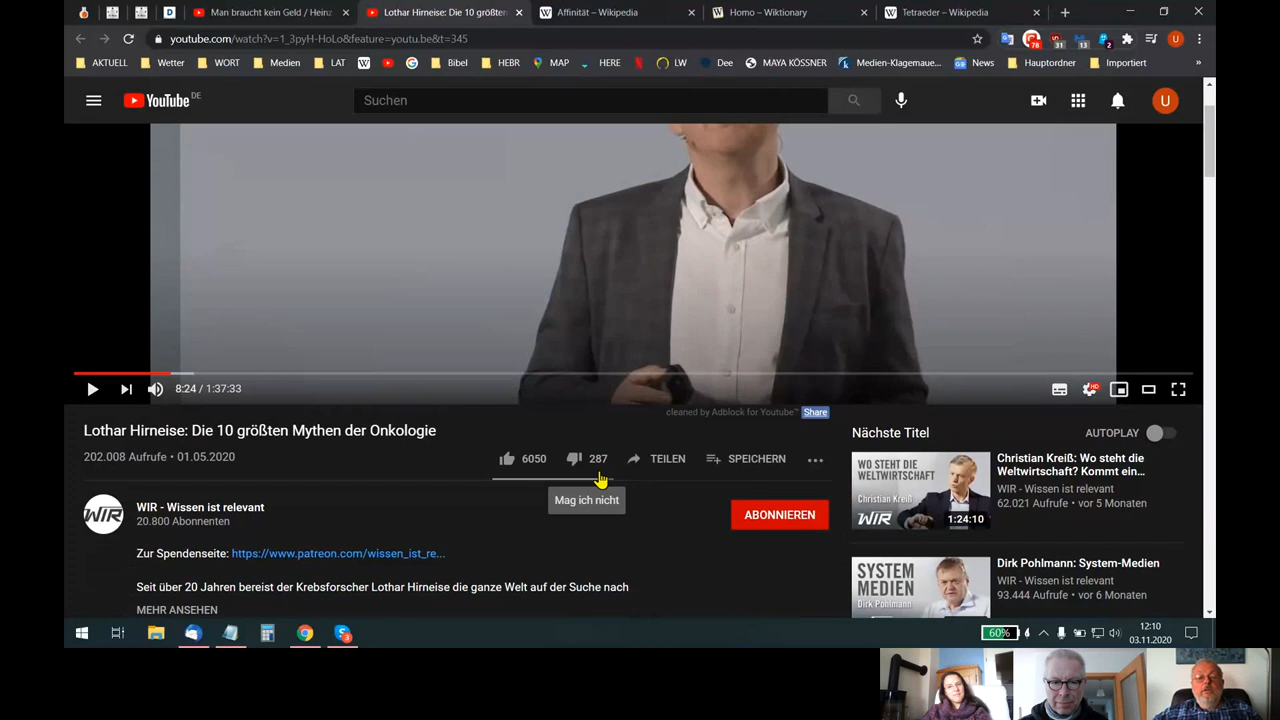 Man braucht kein Geld / Heinz
Lothar Hirneise: Die 10 größten
Affinität – Wikipedia
Homo – Wiktionary
Tetraeder – Wikipedia
youtube.com/watch?v=1_3pyH-HoLo&feature=youtu.be&t=345
AKTUELL
Wetter
WORT
Medien
LAT
Bibel
HEBR
MAP
HERE
LW
Dee
MAYA KÖSSNER
Medien-Klagemaue...
News
Hauptordner
Importiert
YouTube DE
Suchen
U
8:24 / 1:37:33
HD
cleaned by Adblock for Youtube™ Share
Lothar Hirneise: Die 10 größten Mythen der Onkologie
202.008 Aufrufe • 01.05.2020
6050
287
TEILEN
SPEICHERN
Mag ich nicht
WIR
WIR - Wissen ist relevant
20.800 Abonnenten
ABONNIEREN
Zur Spendenseite: https://www.patreon.com/wissen_ist_re...
Seit über 20 Jahren bereist der Krebsforscher Lothar Hirneise die ganze Welt auf der Suche nach
MEHR ANSEHEN
Nächste Titel
AUTOPLAY
WO STEHT DIE
WELTWIRTSCHAFT?
Christian Kreiß
WIR
1:24:10
Christian Kreiß: Wo steht die
Weltwirtschaft? Kommt ein...
WIR - Wissen ist relevant
62.021 Aufrufe • vor 5 Monaten
SYSTEM
MEDIEN
Dirk Pohlmann
Dirk Pohlmann: System-Medien
WIR - Wissen ist relevant
93.444 Aufrufe • vor 6 Monaten
60%
12:10
03.11.2020